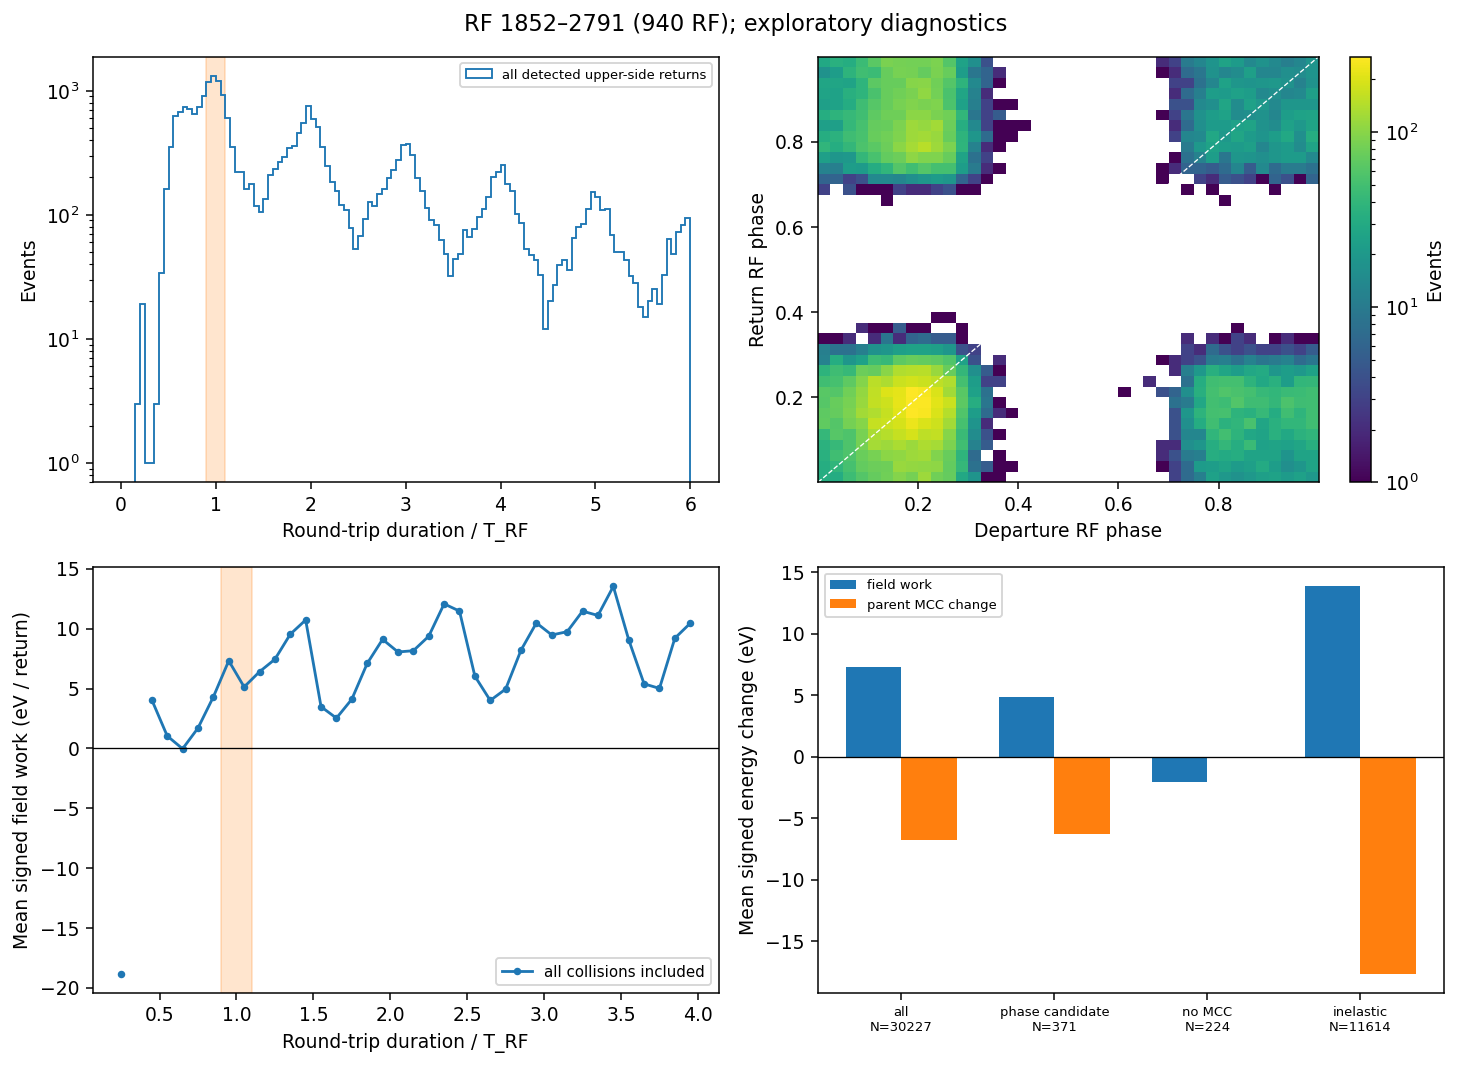 RF 1852–2791 (940 RF); exploratory diagnostics
all detected upper-side returns
Events
10³
10²
10¹
10⁰
0 1 2 3 4 5 6
Round-trip duration / T_RF
Return RF phase
0.8
0.6
0.4
0.2
0.2 0.4 0.6 0.8
Departure RF phase
10²
10¹
10⁰
Events
Mean signed field work (eV / return)
15
10
5
0
−5
−10
−15
−20
all collisions included
0.5 1.0 1.5 2.0 2.5 3.0 3.5 4.0
Round-trip duration / T_RF
Mean signed energy change (eV)
15
10
5
0
−5
−10
−15
field work
parent MCC change
all
N=30227
phase candidate
N=371
no MCC
N=224
inelastic
N=11614